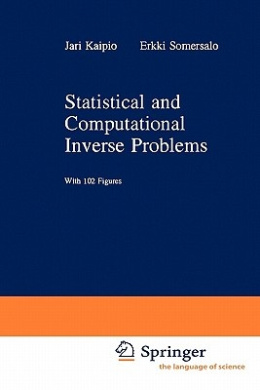 Jari Kaipio Erkki Somersalo
Statistical and
Computational
Inverse Problems
With 102 Figures
Springer
the language of science